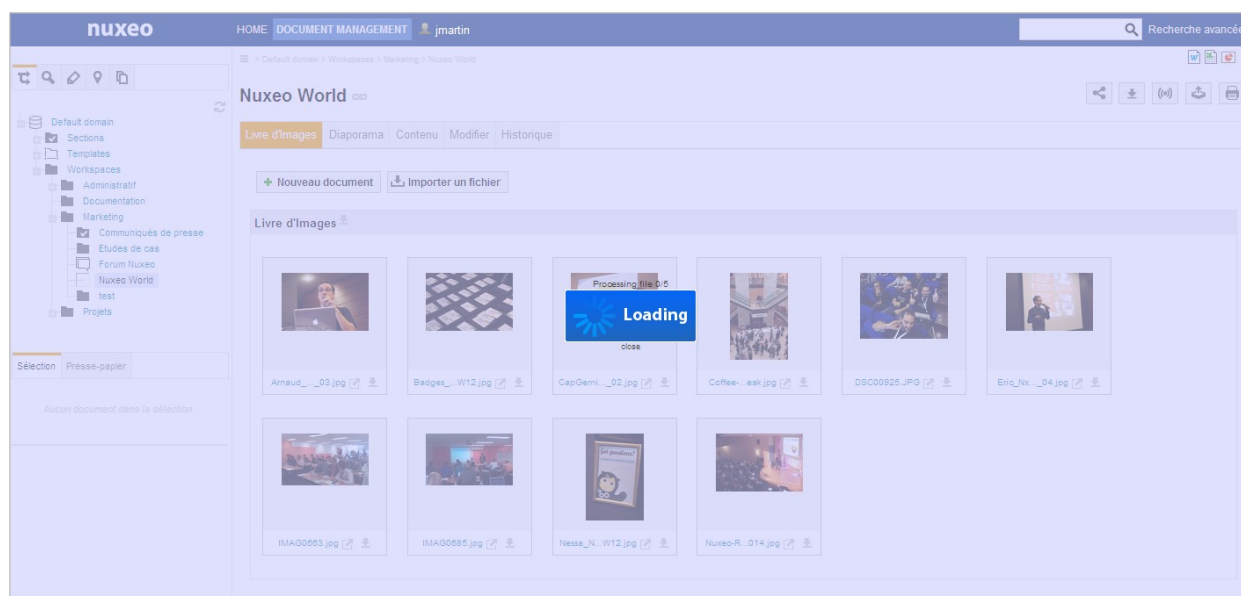 nuxeo
HOME DOCUMENT MANAGEMENT jmartin
Recherche avancée
> Default domain > Workspaces > Marketing > Nuxeo World
Nuxeo World
Livre d'Images Diaporama Contenu Modifier Historique
Default domain
Sections
Templates
Workspaces
Administratif
Documentation
Marketing
Communiqués de presse
Etudes de cas
Forum Nuxeo
Nuxeo World
test
Projets
Sélection Presse-papier
Aucun document dans la sélection.
Nouveau document Importer un fichier
Livre d'Images
Processing file 0/5
Loading
close
Arnaud_..._03.jpg Badges_...W12.jpg CapGemi..._02.jpg Coffee-...eak.jpg DSC00925.JPG Eric_Nx..._04.jpg
Got questions?
IMAG0663.jpg IMAG0685.jpg Nessa_N...W12.jpg Nuxeo-R...014.jpg